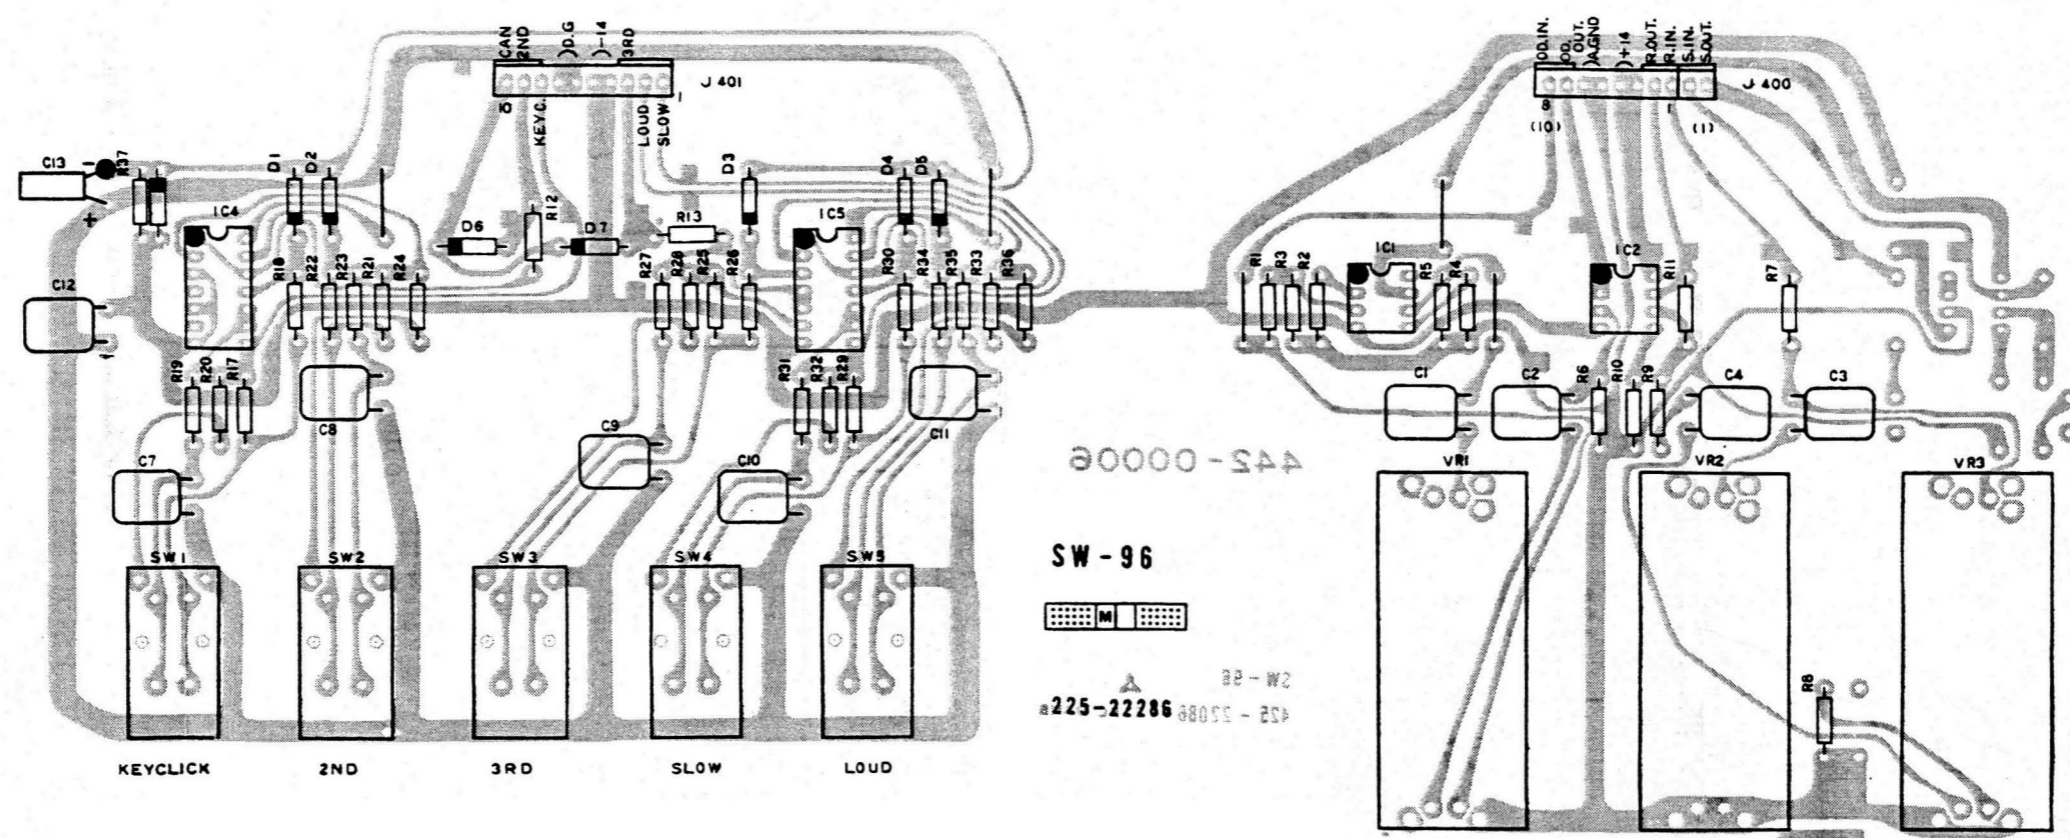 CAN
2ND
)D.G
)-14
3RD
J 401
10
1
KEY.C.
LOUD
SLOW
OD.IN.
OD.
OUT.
)A.GND
)+14
R.OUT.
R.IN.
S.IN.
S.OUT.
J 400
8
1
(10)
(1)
C13
-
+
R37
D1
D2
D3
D4
D5
IC4
D6
R12
D7
R13
IC5
C12
R18
R22
R23
R21
R24
R27
R28
R25
R26
R30
R34
R35
R33
R36
R1
R3
R2
IC1
R5
R4
IC2
R11
R7
R19
R20
R17
C8
C9
R31
R32
R29
C11
C1
C2
R6
R10
R9
C4
C3
C7
C10
442-00006
VR1
VR2
VR3
SW1
SW2
SW3
SW4
SW5
SW-96
M
SW-96
225-22286
425-22086
R8
KEYCLICK
2ND
3RD
SLOW
LOUD